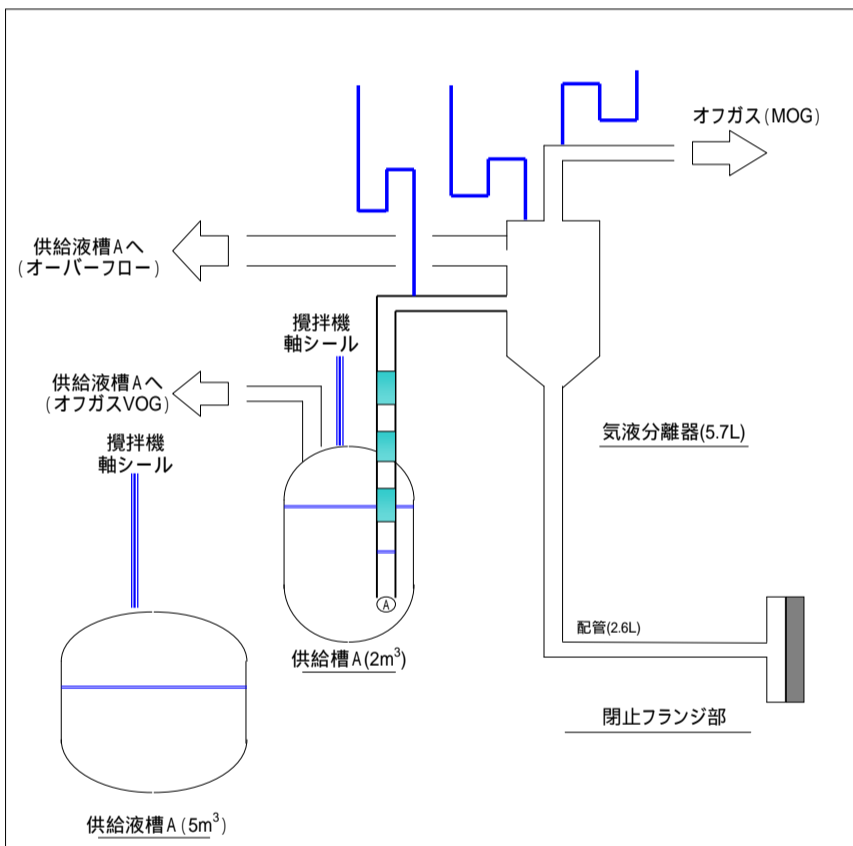 オフガス(MOG)
供給液槽Aへ
(オーバーフロー)
攪拌機
軸シール
供給液槽Aへ
(オフガスVOG)
攪拌機
軸シール
気液分離器(5.7L)
A
配管(2.6L)
供給槽A(2m³)
閉止フランジ部
供給液槽A(5m³)